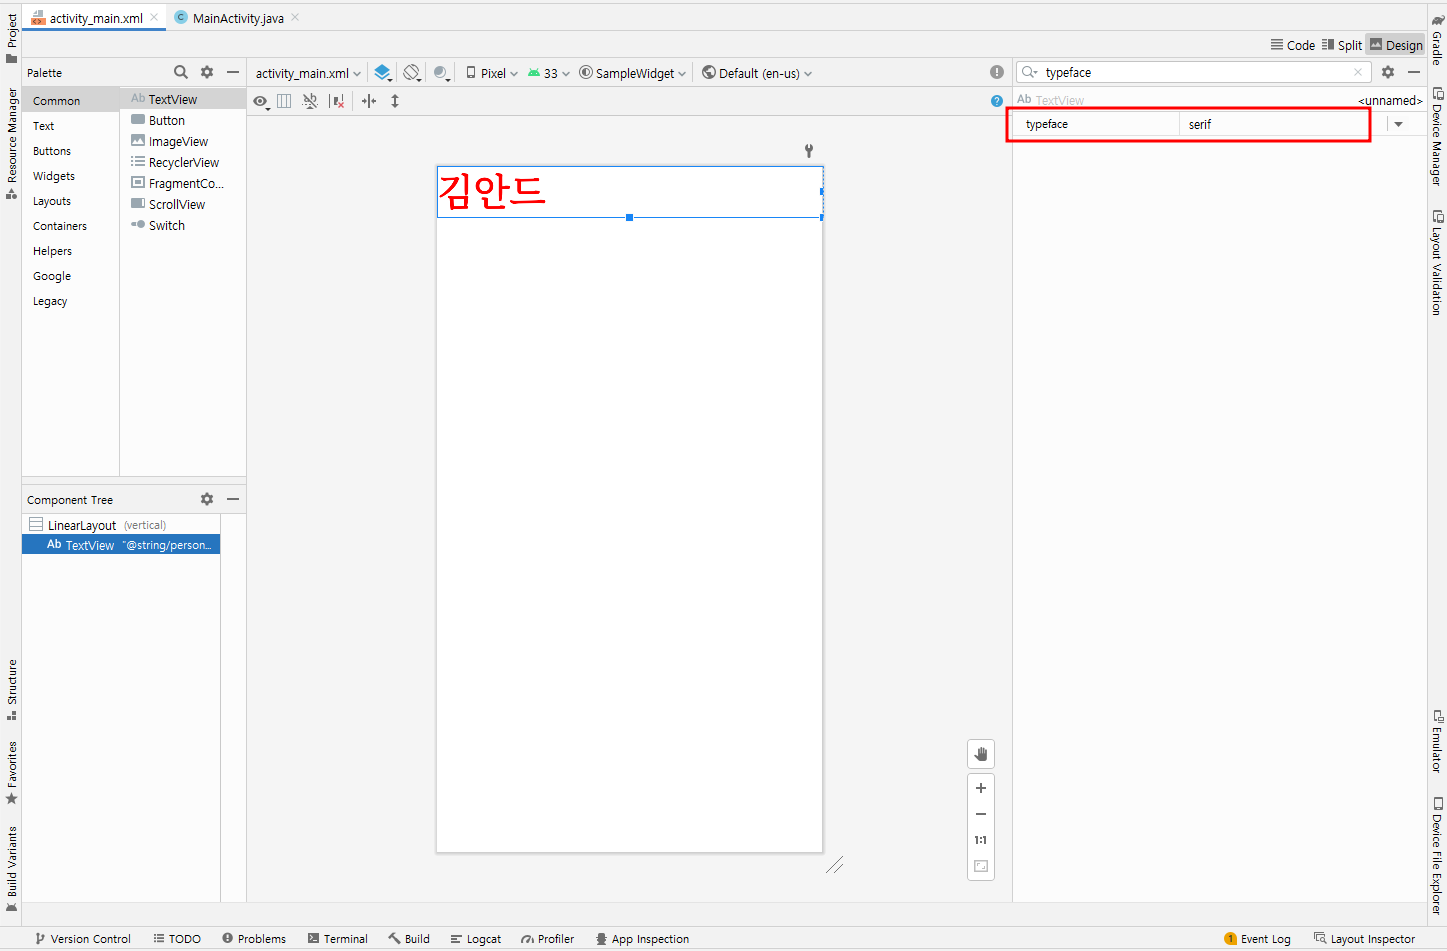 activity_main.xml
MainActivity.java
Code
Split
Design
Palette
activity_main.xml
Pixel
33
SampleWidget
Default (en-us)
typeface
Common
Text
Buttons
Widgets
Layouts
Containers
Helpers
Google
Legacy
Ab TextView
Button
ImageView
RecyclerView
FragmentCo...
ScrollView
Switch
Ab TextView
<unnamed>
typeface
serif
김안드
1:1
Component Tree
LinearLayout (vertical)
Ab TextView "@string/person...
Project
Resource Manager
Structure
Favorites
Build Variants
Gradle
Device Manager
Layout Validation
Emulator
Device File Explorer
Version Control
TODO
Problems
Terminal
Build
Logcat
Profiler
App Inspection
1 Event Log
Layout Inspector